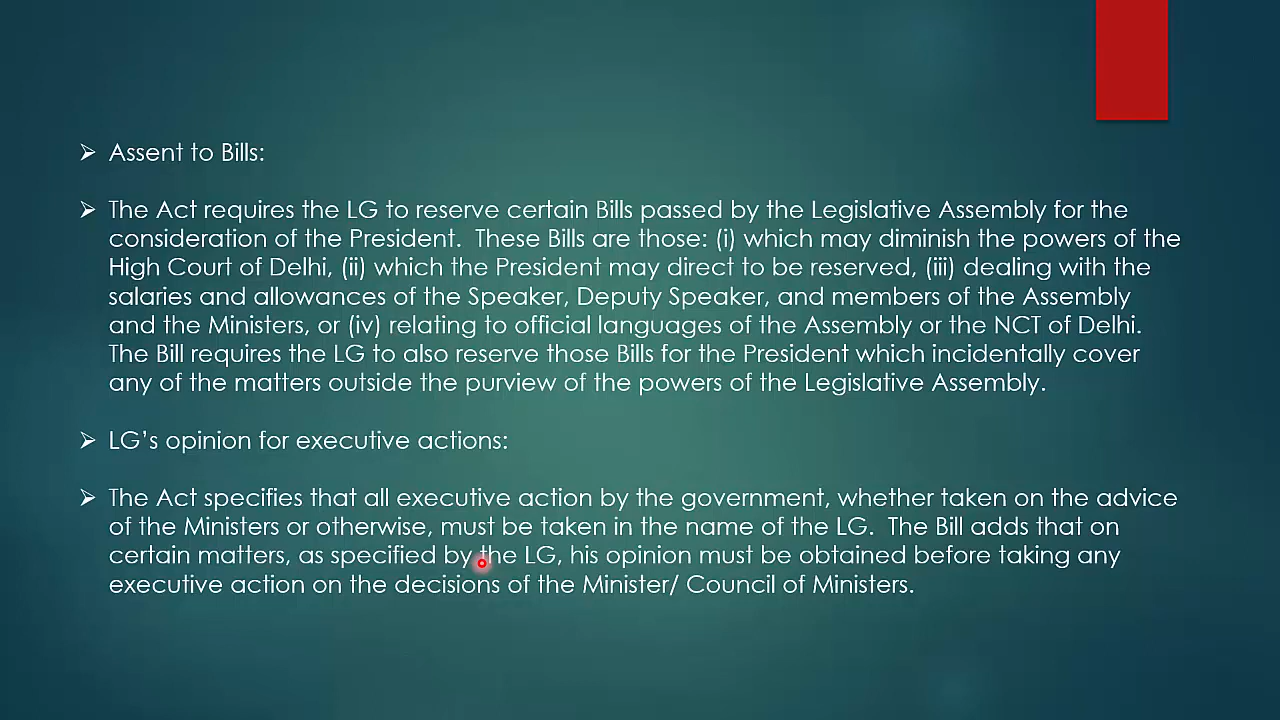 Assent to Bills:
The Act requires the LG to reserve certain Bills passed by the Legislative Assembly for the
consideration of the President.  These Bills are those: (i) which may diminish the powers of the
High Court of Delhi, (ii) which the President may direct to be reserved, (iii) dealing with the
salaries and allowances of the Speaker, Deputy Speaker, and members of the Assembly
and the Ministers, or (iv) relating to official languages of the Assembly or the NCT of Delhi.
The Bill requires the LG to also reserve those Bills for the President which incidentally cover
any of the matters outside the purview of the powers of the Legislative Assembly.
LG’s opinion for executive actions:
The Act specifies that all executive action by the government, whether taken on the advice
of the Ministers or otherwise, must be taken in the name of the LG.  The Bill adds that on
certain matters, as specified by the LG, his opinion must be obtained before taking any
executive action on the decisions of the Minister/ Council of Ministers.